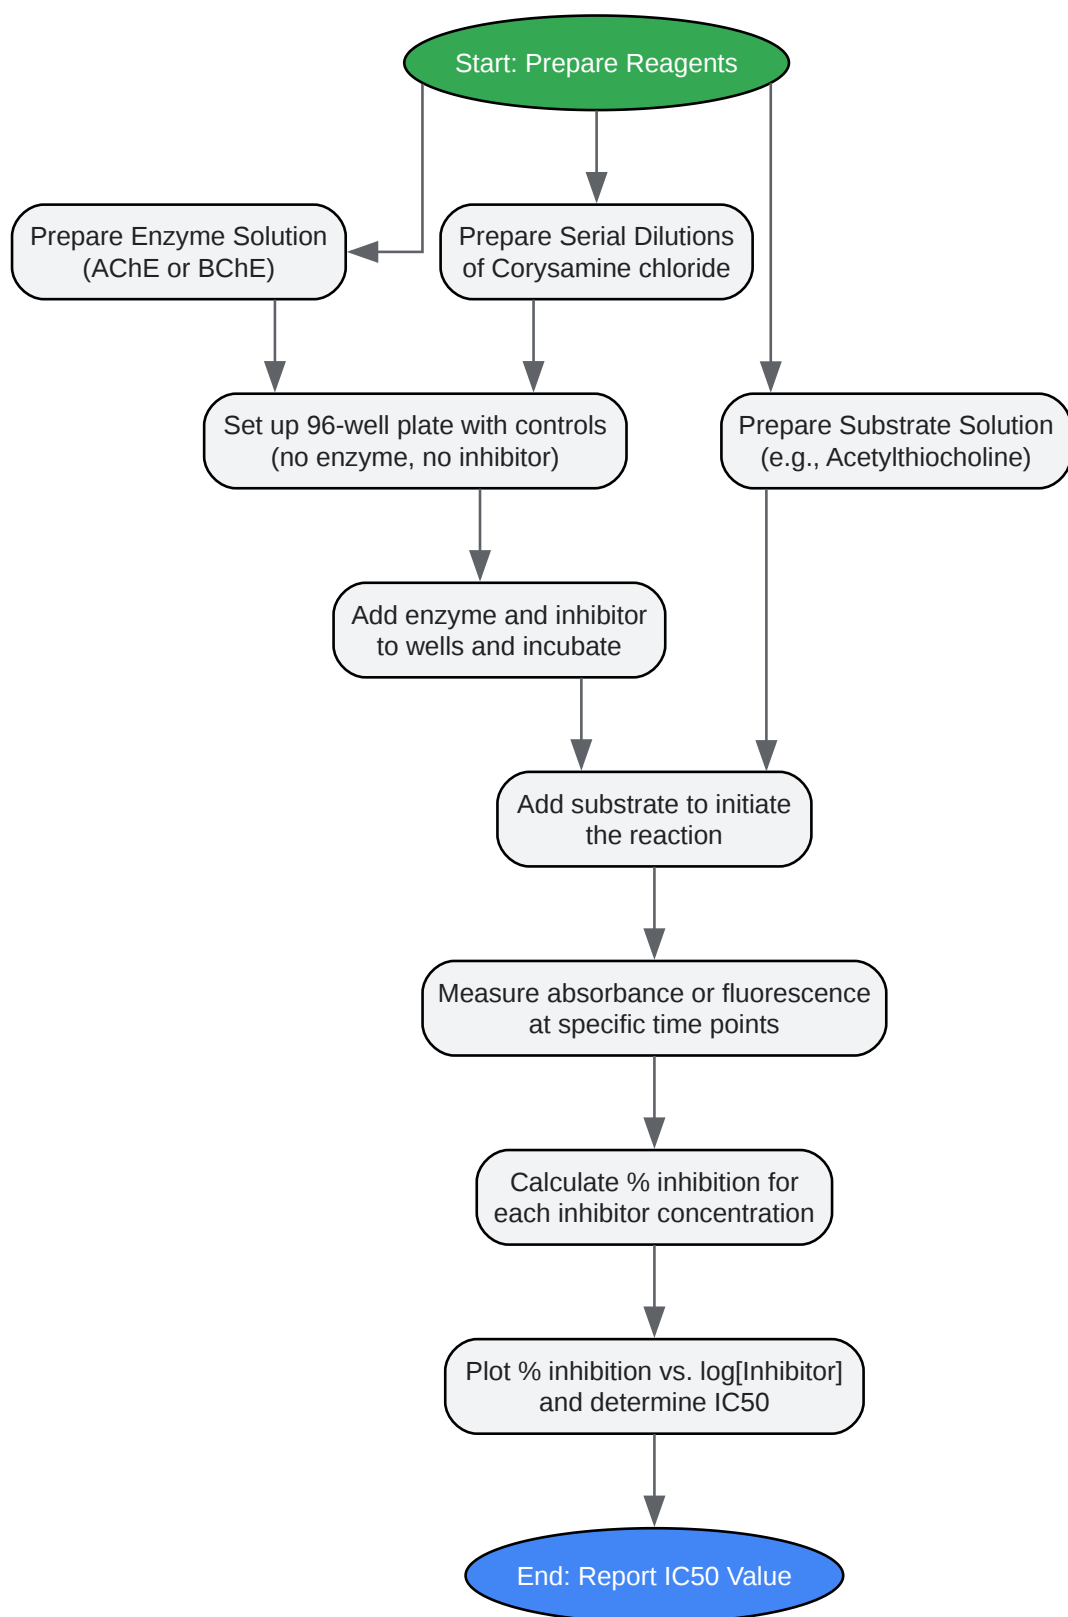 Start: Prepare Reagents
Prepare Enzyme Solution
(AChE or BChE)
Prepare Serial Dilutions
of Corysamine chloride
Set up 96-well plate with controls
(no enzyme, no inhibitor)
Prepare Substrate Solution
(e.g., Acetylthiocholine)
Add enzyme and inhibitor
to wells and incubate
Add substrate to initiate
the reaction
Measure absorbance or fluorescence
at specific time points
Calculate % inhibition for
each inhibitor concentration
Plot % inhibition vs. log[Inhibitor]
and determine IC50
End: Report IC50 Value